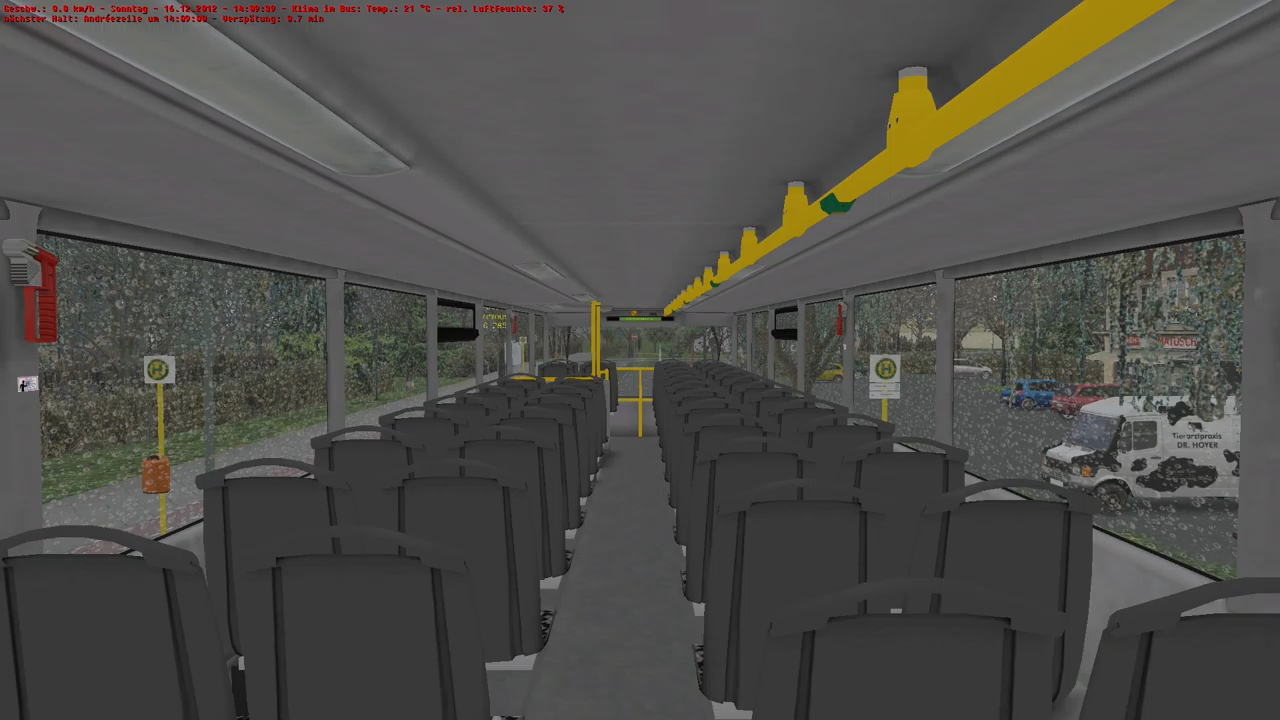 Geschw.: 0.0 km/h - Sonntag - 16.12.2012 - 14:09:39 - Klima im Bus: Temp.: 21 °C - rel. Luftfeuchte: 37 %
nächster Halt: Andréezeile um 14:09:00 - Verspätung: 0.7 min
H
H
MATUSCH
Tierarztpraxis
DR. HOYER